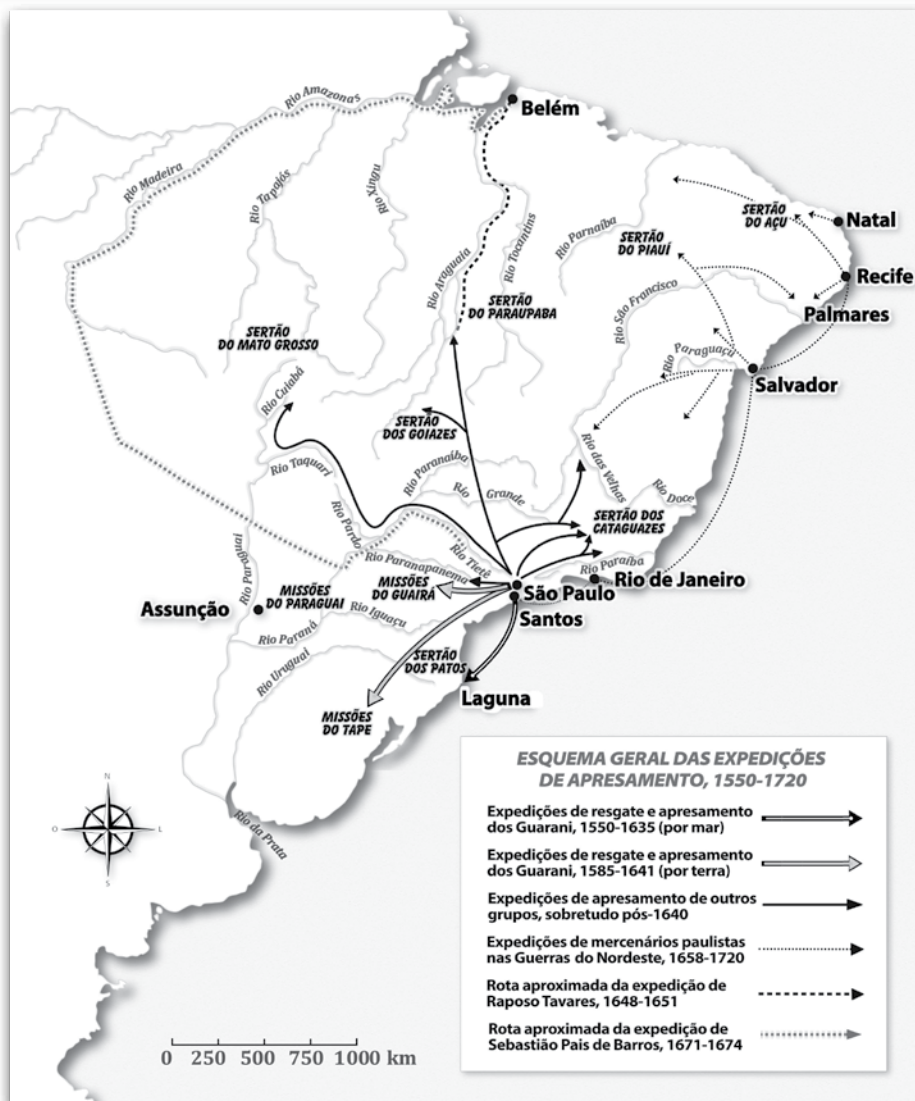 Rio Amazonas
Belém
Rio Madeira
Rio Tapajós
Rio Xingu
Rio Araguaia
Rio Tocantins
Rio Parnaíba
SERTÃO
DO AÇU
Natal
SERTÃO
DO PIAUÍ
Rio São Francisco
Recife
Palmares
SERTÃO
DO PARAUPABA
SERTÃO
DO MATO GROSSO
Rio Paraguaçu
Salvador
Rio Cuiabá
SERTÃO
DOS GOIAZES
Rio Taquari
Rio Paranaíba
Rio Grande
Rio das Velhas
Rio Doce
SERTÃO DOS
CATAGUAZES
Rio Pardo
Rio Tietê
Rio Paraíba
Rio de Janeiro
Rio Paraguai
Rio Paranapanema
MISSÕES
DO GUAIRÁ
São Paulo
Santos
Assunção
MISSÕES
DO PARAGUAI
Rio Iguaçu
Rio Paraná
Rio Uruguai
SERTÃO
DOS PATOS
Laguna
MISSÕES
DO TAPE
Rio da Prata
N
O
L
S
0 250 500 750 1000 km
ESQUEMA GERAL DAS EXPEDIÇÕES
DE APRESAMENTO, 1550-1720
Expedições de resgate e apresamento
dos Guarani, 1550-1635 (por mar)
Expedições de resgate e apresamento
dos Guarani, 1585-1641 (por terra)
Expedições de apresamento de outros
grupos, sobretudo pós-1640
Expedições de mercenários paulistas
nas Guerras do Nordeste, 1658-1720
Rota aproximada da expedição de
Raposo Tavares, 1648-1651
Rota aproximada da expedição de
Sebastião Pais de Barros, 1671-1674